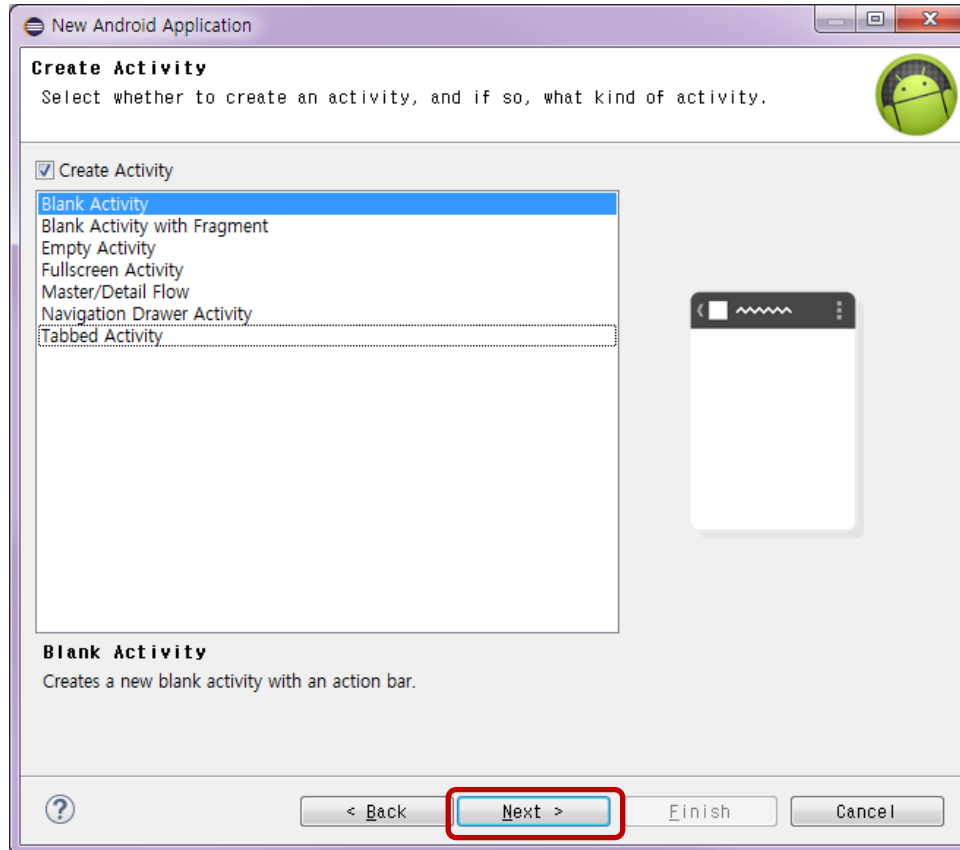 New Android Application
Create Activity
Select whether to create an activity, and if so, what kind of activity.
Create Activity
Blank Activity
Blank Activity with Fragment
Empty Activity
Fullscreen Activity
Master/Detail Flow
Navigation Drawer Activity
Tabbed Activity
Blank Activity
Creates a new blank activity with an action bar.
? < Back Next > Finish Cancel